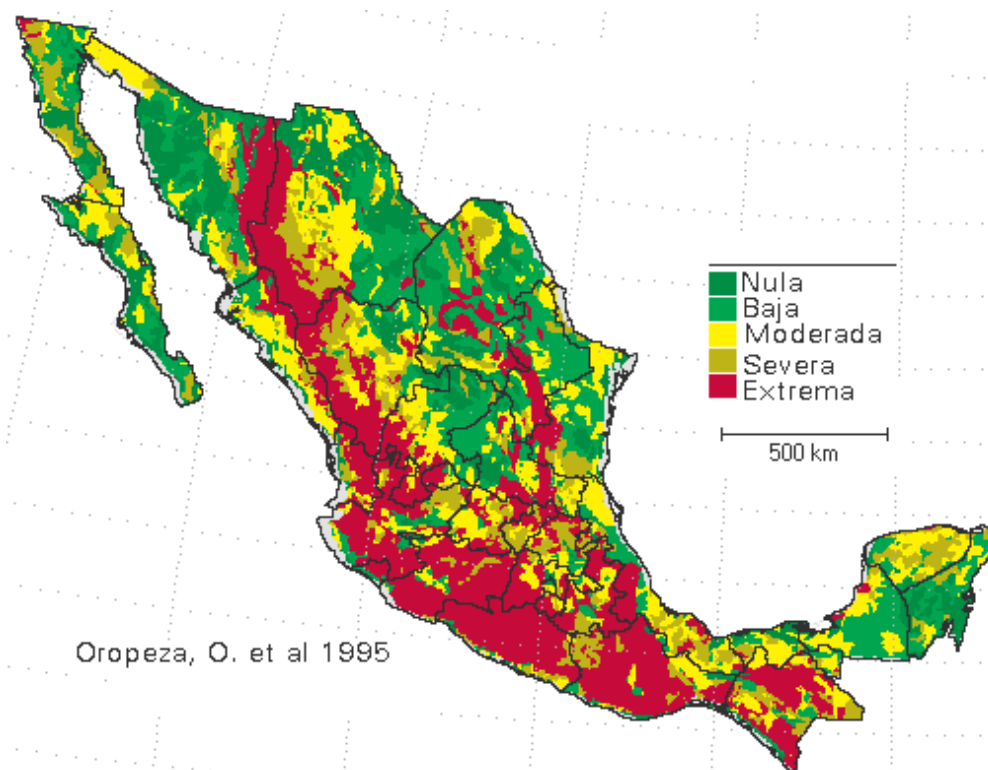 Nula
Baja
Moderada
Severa
Extrema
500 km
Oropeza, O. et al 1995